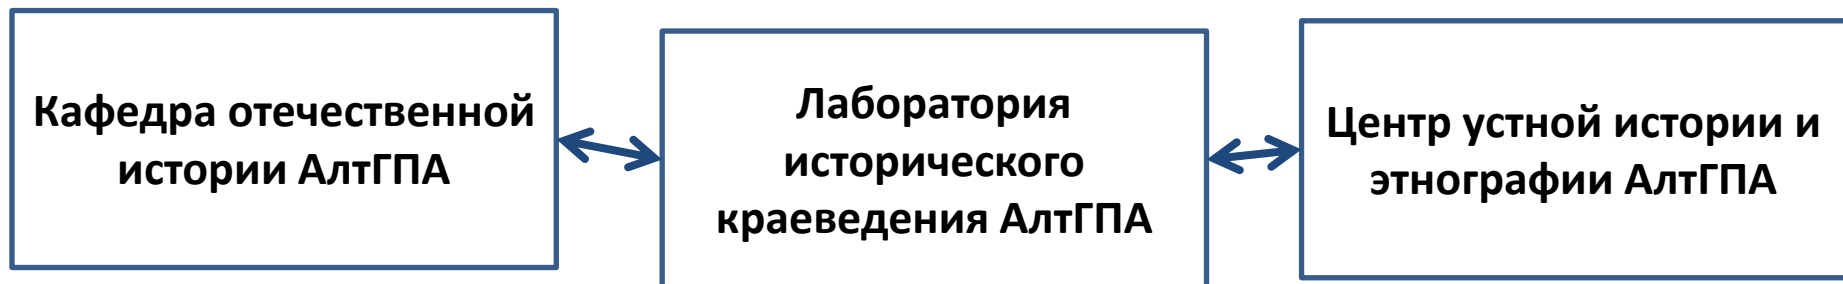 Кафедра отечественной
истории АлтГПА
Лаборатория
исторического
краеведения АлтГПА
Центр устной истории и
этнографии АлтГПА